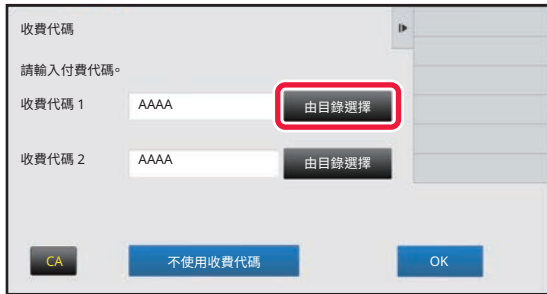 收費代碼
請輸入付費代碼。
收費代碼 1 AAAA 由目錄選擇
收費代碼 2 AAAA 由目錄選擇
CA 不使用收費代碼 OK